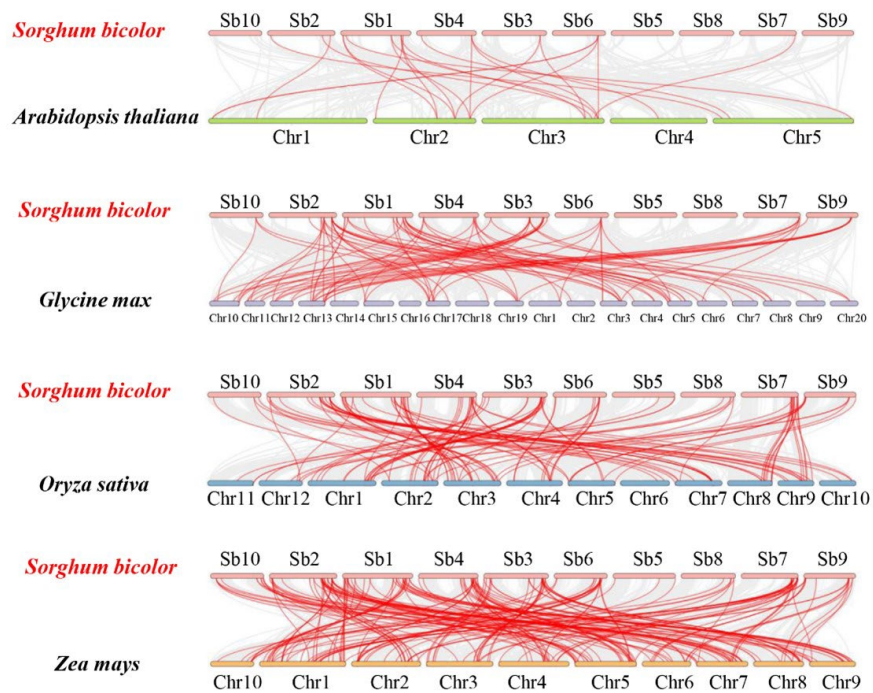 Sb10 Sb2 Sb1 Sb4 Sb3 Sb6 Sb5 Sb8 Sb7 Sb9
Sorghum bicolor
Arabidopsis thaliana
Chr1 Chr2 Chr3 Chr4 Chr5
Sb10 Sb2 Sb1 Sb4 Sb3 Sb6 Sb5 Sb8 Sb7 Sb9
Sorghum bicolor
Glycine max
Chr10 Chr11 Chr12 Chr13 Chr14 Chr15 Chr16 Chr17 Chr18 Chr19 Chr1 Chr2 Chr3 Chr4 Chr5 Chr6 Chr7 Chr8 Chr9 Chr20
Sb10 Sb2 Sb1 Sb4 Sb3 Sb6 Sb5 Sb8 Sb7 Sb9
Sorghum bicolor
Oryza sativa
Chr11 Chr12 Chr1 Chr2 Chr3 Chr4 Chr5 Chr6 Chr7 Chr8 Chr9 Chr10
Sb10 Sb2 Sb1 Sb4 Sb3 Sb6 Sb5 Sb8 Sb7 Sb9
Sorghum bicolor
Zea mays
Chr10 Chr1 Chr2 Chr3 Chr4 Chr5 Chr6 Chr7 Chr8 Chr9